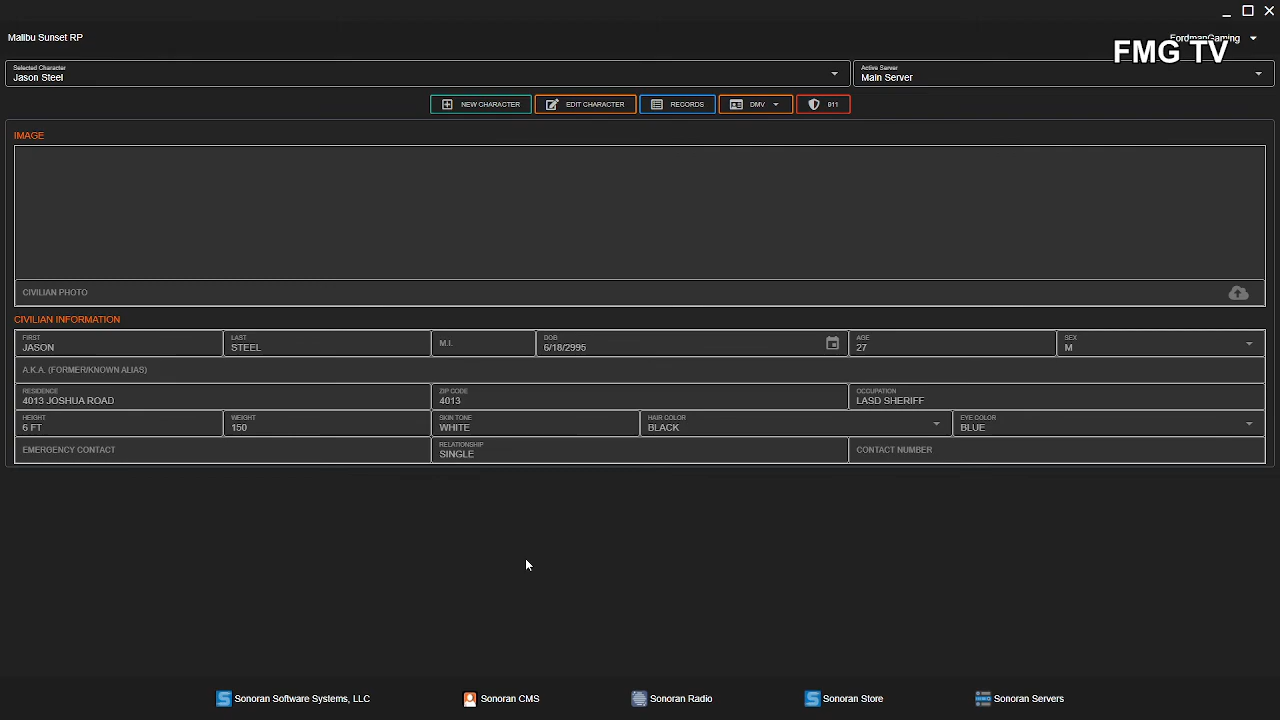 Malibu Sunset RP
FordmanGaming
FMG TV
Selected Character
Jason Steel
Active Server
Main Server
NEW CHARACTER
EDIT CHARACTER
RECORDS
DMV
911
IMAGE
CIVILIAN PHOTO
CIVILIAN INFORMATION
FIRST
JASON
LAST
STEEL
M.I.
DOB
6/18/2995
AGE
27
SEX
M
A.K.A. (FORMER/KNOWN ALIAS)
RESIDENCE
4013 JOSHUA ROAD
ZIP CODE
4013
OCCUPATION
LASD SHERIFF
HEIGHT
6 FT
WEIGHT
150
SKIN TONE
WHITE
HAIR COLOR
BLACK
EYE COLOR
BLUE
EMERGENCY CONTACT
RELATIONSHIP
SINGLE
CONTACT NUMBER
Sonoran Software Systems, LLC
Sonoran CMS
Sonoran Radio
Sonoran Store
Sonoran Servers